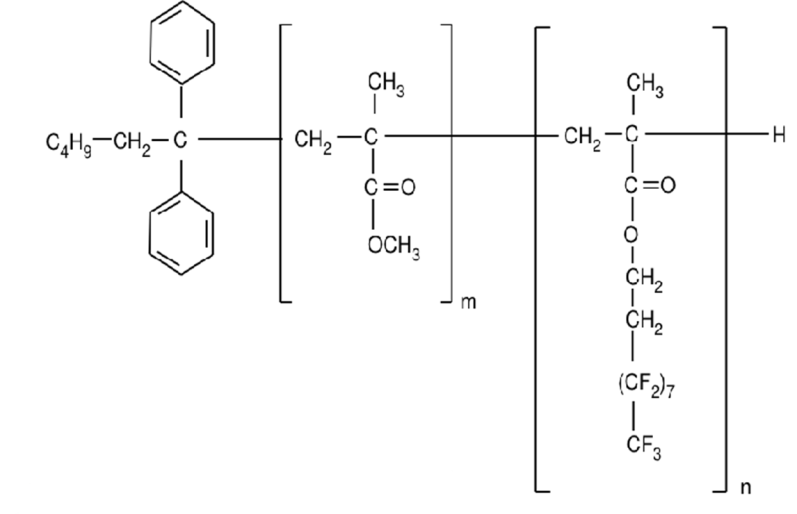 CH₃ CH₃
C₄H₉—CH₂—C CH₂—C CH₂—C H
C=O C=O
OCH₃ O
m
CH₂
CH₂
(CF₂)₇
CF₃
n